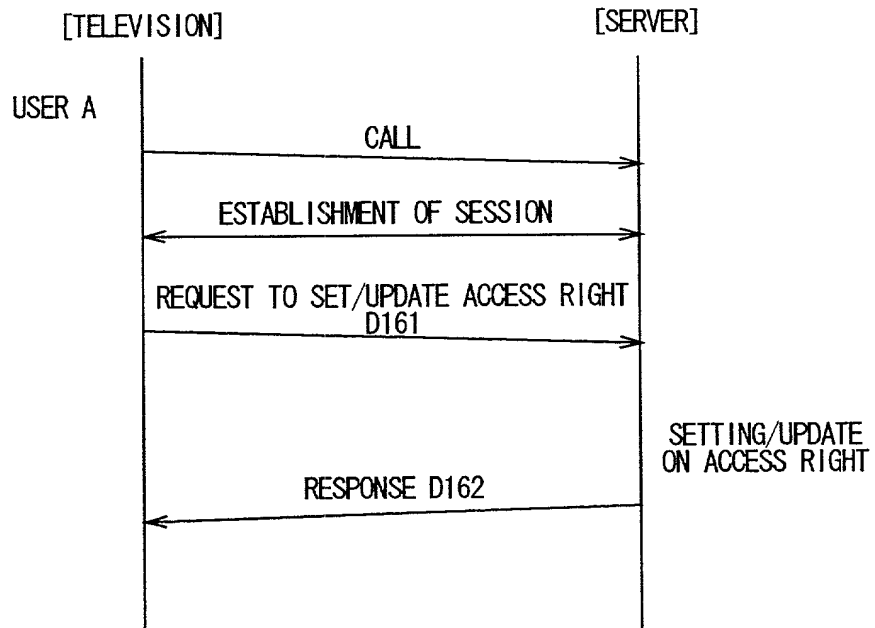 [TELEVISION]
[SERVER]
USER A
CALL
ESTABLISHMENT OF SESSION
REQUEST TO SET/UPDATE ACCESS RIGHT
D161
SETTING/UPDATE
ON ACCESS RIGHT
RESPONSE D162